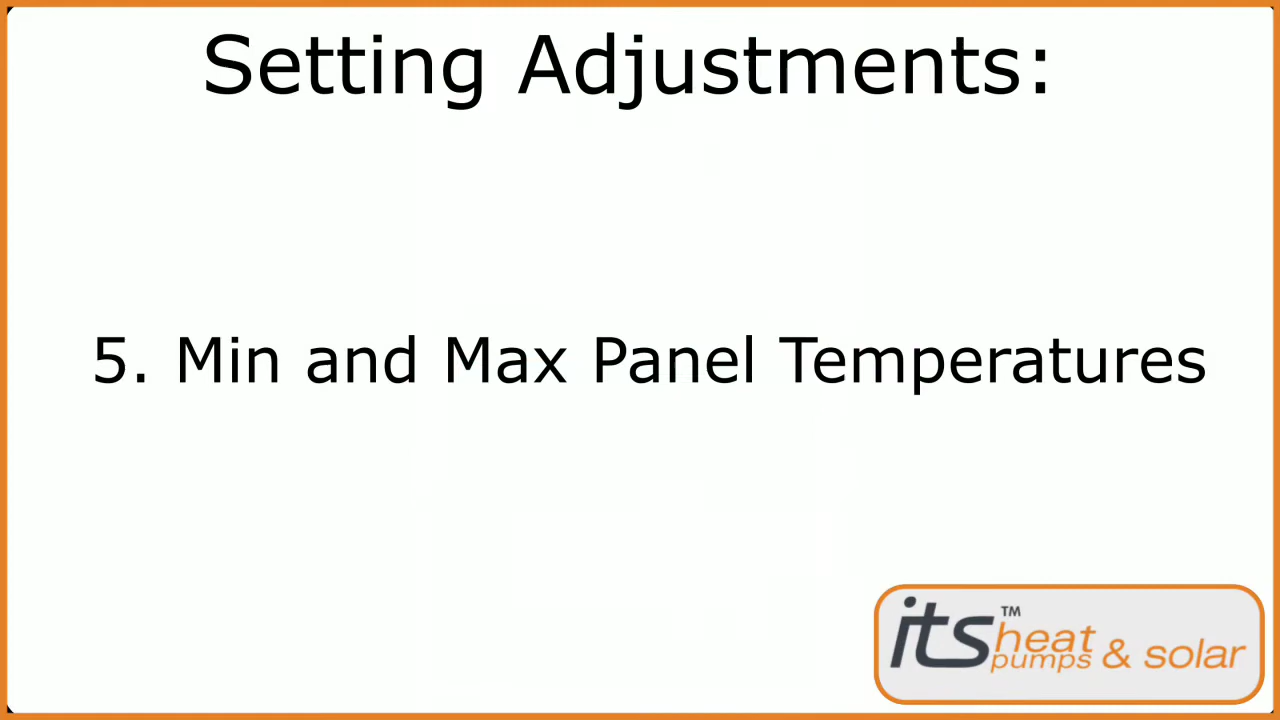 Setting Adjustments:
5. Min and Max Panel Temperatures
its™ heat
pumps & solar